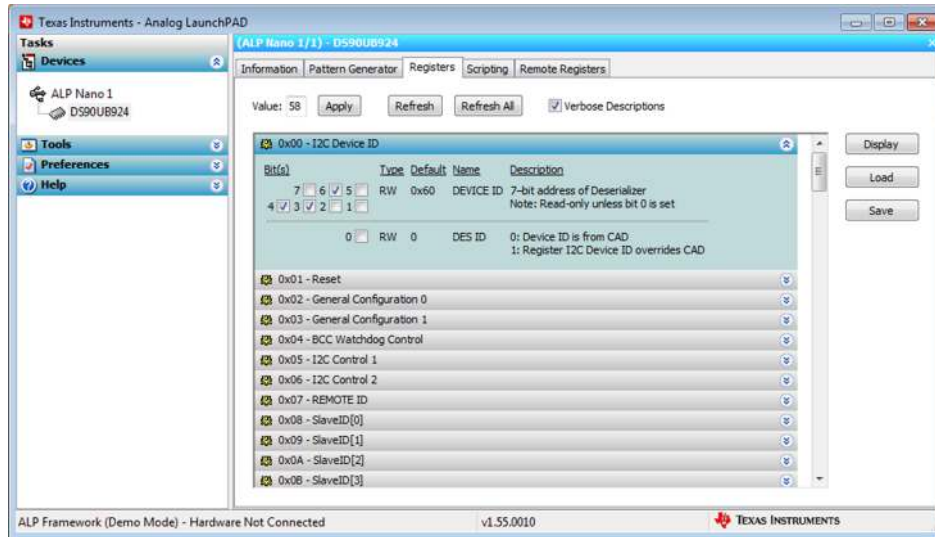 Texas Instruments - Analog LaunchPAD
Tasks
Devices
ALP Nano 1
DS90UB924
Tools
Preferences
Help
(ALP Nano 1/1) - DS90UB924
Information Pattern Generator Registers Scripting Remote Registers
Value: 58 Apply Refresh Refresh All Verbose Descriptions
0x00 - I2C Device ID
Bit(s) Type Default Name Description
7 6 5 RW 0x60 DEVICE ID 7-bit address of Deserializer
4 3 2 1 Note: Read-only unless bit 0 is set
0 RW 0 DES ID 0: Device ID is from CAD
1: Register I2C Device ID overrides CAD
0x01 - Reset
0x02 - General Configuration 0
0x03 - General Configuration 1
0x04 - BCC Watchdog Control
0x05 - I2C Control 1
0x06 - I2C Control 2
0x07 - REMOTE ID
0x08 - SlaveID[0]
0x09 - SlaveID[1]
0x0A - SlaveID[2]
0x0B - SlaveID[3]
Display
Load
Save
ALP Framework (Demo Mode) - Hardware Not Connected v1.55.0010 TEXAS INSTRUMENTS